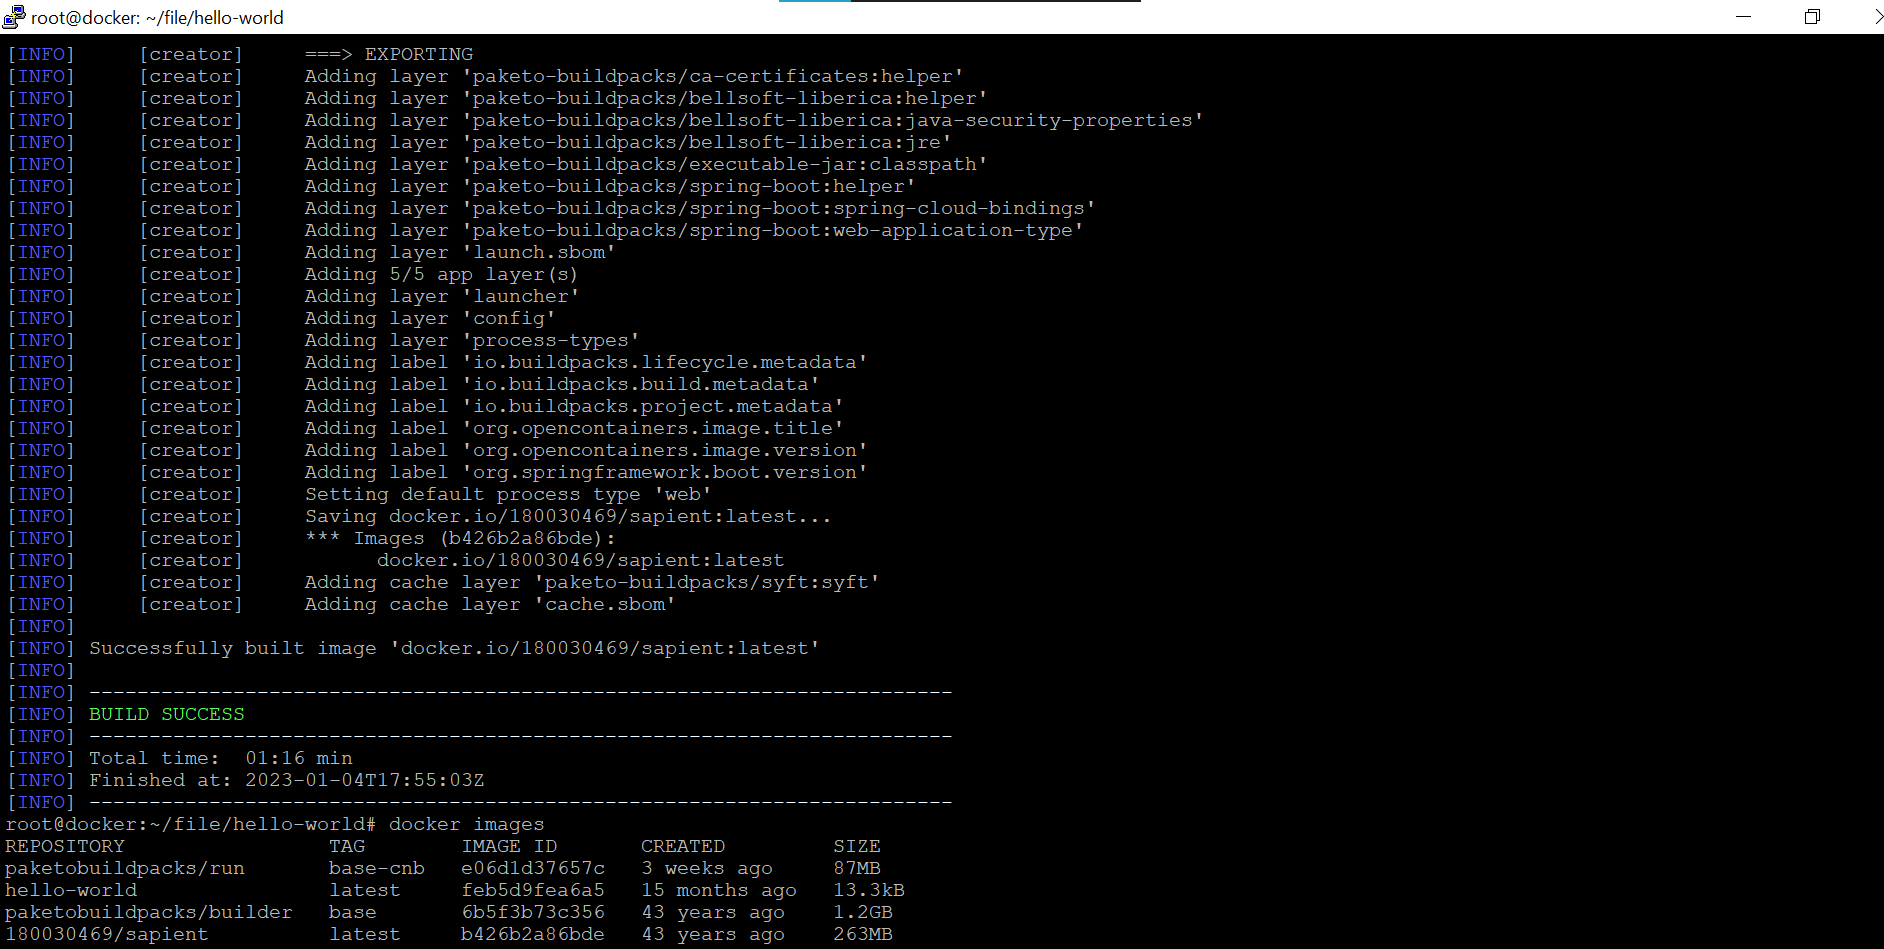 root@docker: ~/file/hello-world
[INFO]     [creator]     ===> EXPORTING
[INFO]     [creator]     Adding layer 'paketo-buildpacks/ca-certificates:helper'
[INFO]     [creator]     Adding layer 'paketo-buildpacks/bellsoft-liberica:helper'
[INFO]     [creator]     Adding layer 'paketo-buildpacks/bellsoft-liberica:java-security-properties'
[INFO]     [creator]     Adding layer 'paketo-buildpacks/bellsoft-liberica:jre'
[INFO]     [creator]     Adding layer 'paketo-buildpacks/executable-jar:classpath'
[INFO]     [creator]     Adding layer 'paketo-buildpacks/spring-boot:helper'
[INFO]     [creator]     Adding layer 'paketo-buildpacks/spring-boot:spring-cloud-bindings'
[INFO]     [creator]     Adding layer 'paketo-buildpacks/spring-boot:web-application-type'
[INFO]     [creator]     Adding layer 'launch.sbom'
[INFO]     [creator]     Adding 5/5 app layer(s)
[INFO]     [creator]     Adding layer 'launcher'
[INFO]     [creator]     Adding layer 'config'
[INFO]     [creator]     Adding layer 'process-types'
[INFO]     [creator]     Adding label 'io.buildpacks.lifecycle.metadata'
[INFO]     [creator]     Adding label 'io.buildpacks.build.metadata'
[INFO]     [creator]     Adding label 'io.buildpacks.project.metadata'
[INFO]     [creator]     Adding label 'org.opencontainers.image.title'
[INFO]     [creator]     Adding label 'org.opencontainers.image.version'
[INFO]     [creator]     Adding label 'org.springframework.boot.version'
[INFO]     [creator]     Setting default process type 'web'
[INFO]     [creator]     Saving docker.io/180030469/sapient:latest...
[INFO]     [creator]     *** Images (b426b2a86bde):
[INFO]     [creator]           docker.io/180030469/sapient:latest
[INFO]     [creator]     Adding cache layer 'paketo-buildpacks/syft:syft'
[INFO]     [creator]     Adding cache layer 'cache.sbom'
[INFO]
[INFO] Successfully built image 'docker.io/180030469/sapient:latest'
[INFO]
[INFO] ------------------------------------------------------------------------
[INFO] BUILD SUCCESS
[INFO] ------------------------------------------------------------------------
[INFO] Total time:  01:16 min
[INFO] Finished at: 2023-01-04T17:55:03Z
[INFO] ------------------------------------------------------------------------
root@docker:~/file/hello-world# docker images
REPOSITORY                 TAG        IMAGE ID       CREATED         SIZE
paketobuildpacks/run       base-cnb   e06d1d37657c   3 weeks ago     87MB
hello-world                latest     feb5d9fea6a5   15 months ago   13.3kB
paketobuildpacks/builder   base       6b5f3b73c356   43 years ago    1.2GB
180030469/sapient          latest     b426b2a86bde   43 years ago    263MB